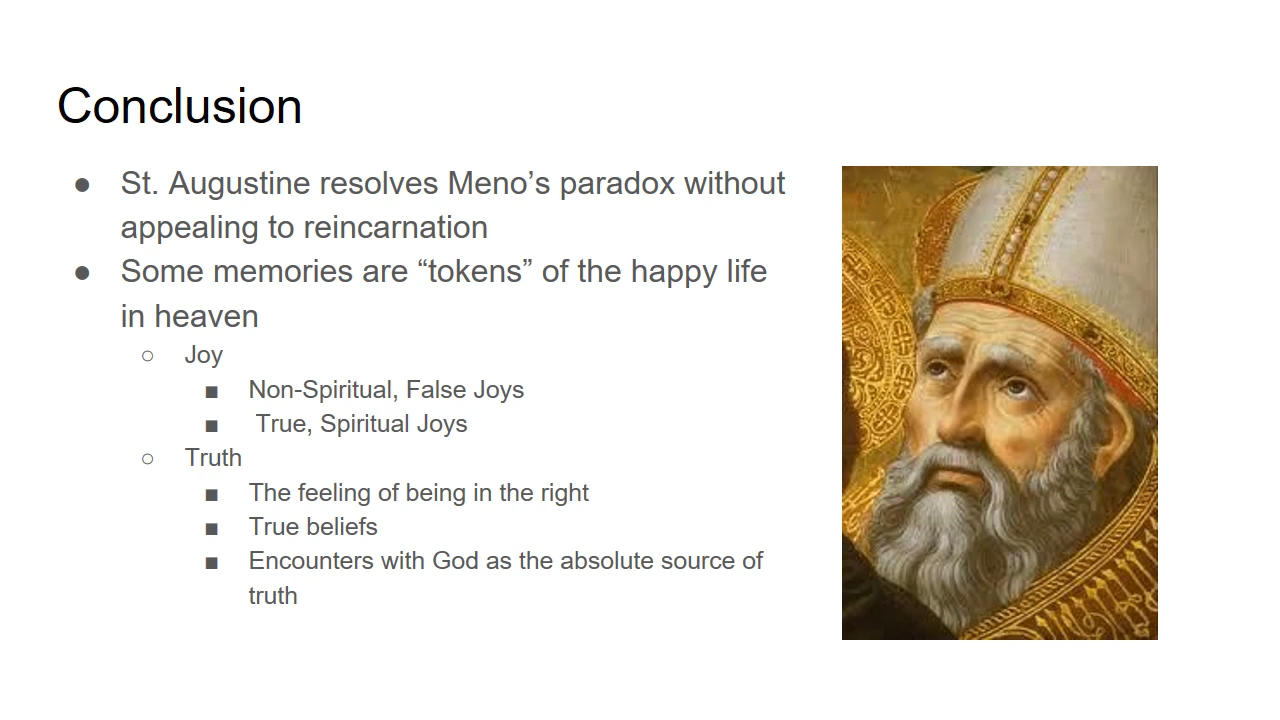 Conclusion
● St. Augustine resolves Meno’s paradox without
appealing to reincarnation
● Some memories are “tokens” of the happy life
in heaven
○ Joy
■ Non-Spiritual, False Joys
■ True, Spiritual Joys
○ Truth
■ The feeling of being in the right
■ True beliefs
■ Encounters with God as the absolute source of
truth